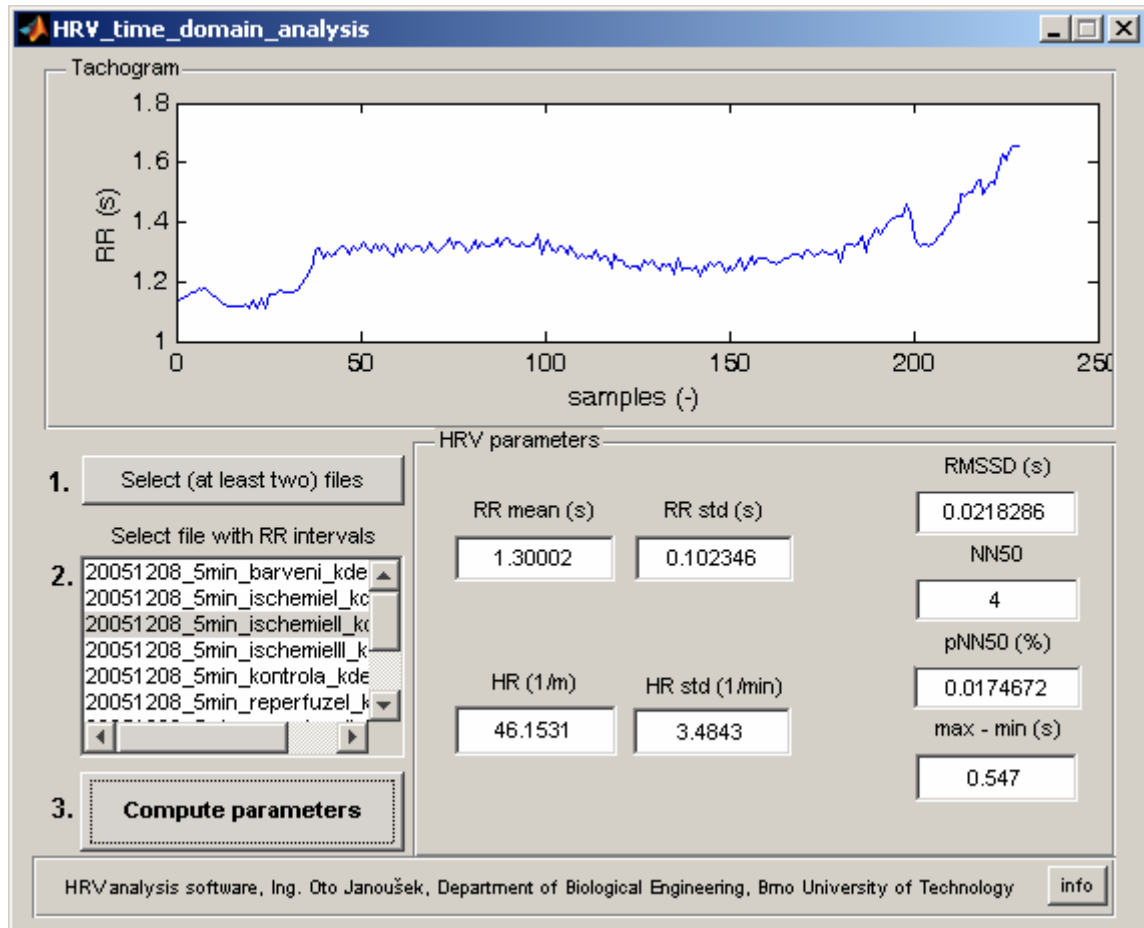 HRV_time_domain_analysis
Tachogram
1.8
1.6
1.4
1.2
1
RR (s)
0 50 100 150 200 250
samples (-)
1. Select (at least two) files
Select file with RR intervals
2.
20051208_5min_barveni_kde
20051208_5min_ischemieI_kc
20051208_5min_ischemieII_kc
20051208_5min_ischemieIII_k
20051208_5min_kontrola_kde
20051208_5min_reperfuzeI_k
3. Compute parameters
HRV parameters
RR mean (s)
1.30002
RR std (s)
0.102346
HR (1/m)
46.1531
HR std (1/min)
3.4843
RMSSD (s)
0.0218286
NN50
4
pNN50 (%)
0.0174672
max - min (s)
0.547
HRV analysis software, Ing. Oto Janoušek, Department of Biological Engineering, Brno University of Technology
info